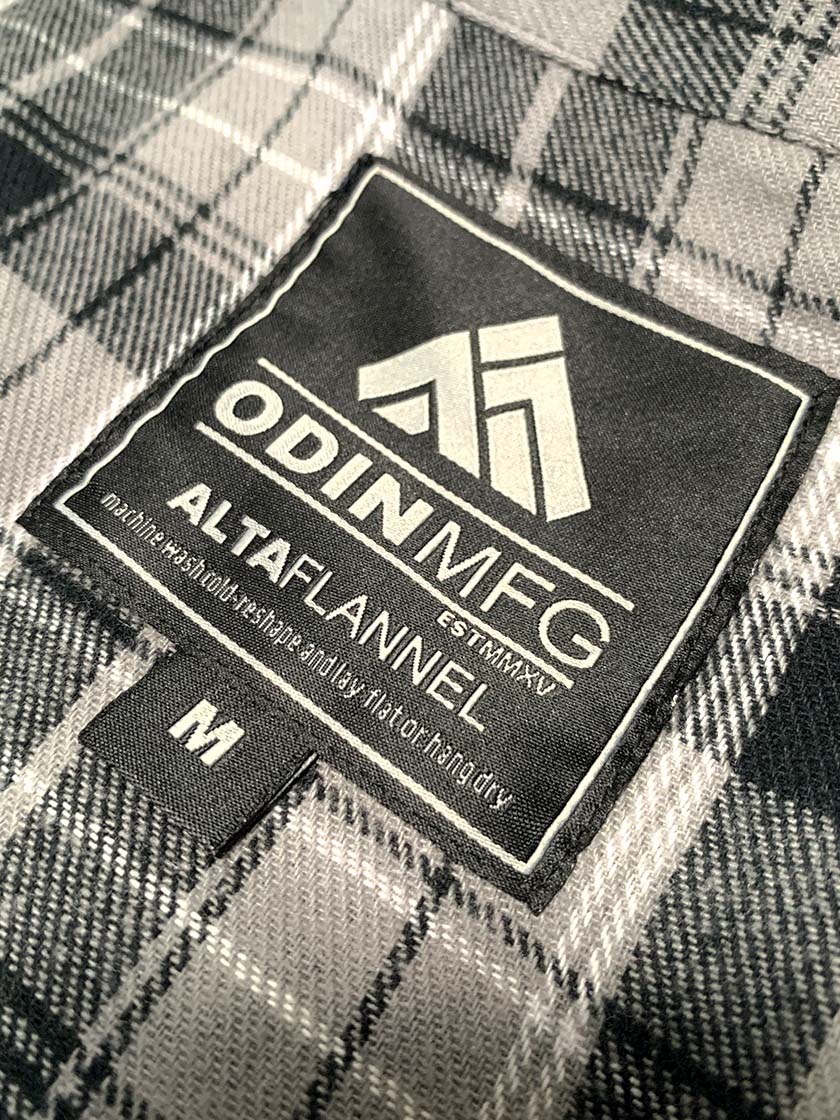 ODINMFG
ESTMMXV
ALTAFLANNEL
machine wash cold-reshape and lay-flat or hang dry
M